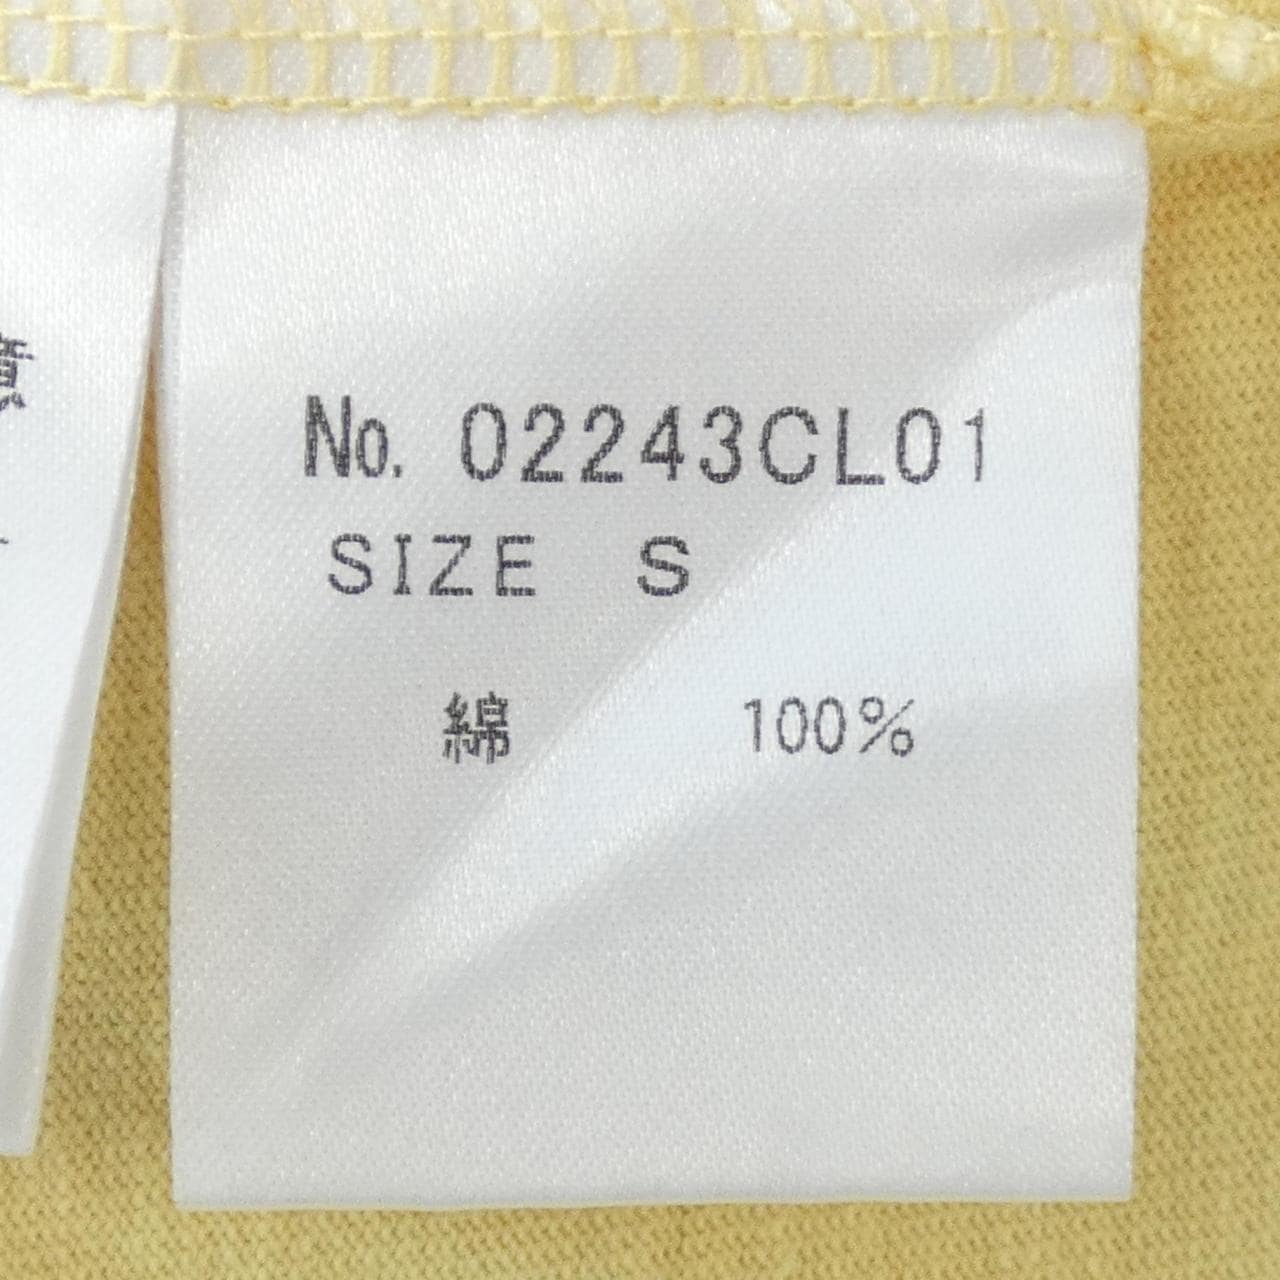 No. 02243CL01
SIZE S
綿 100%